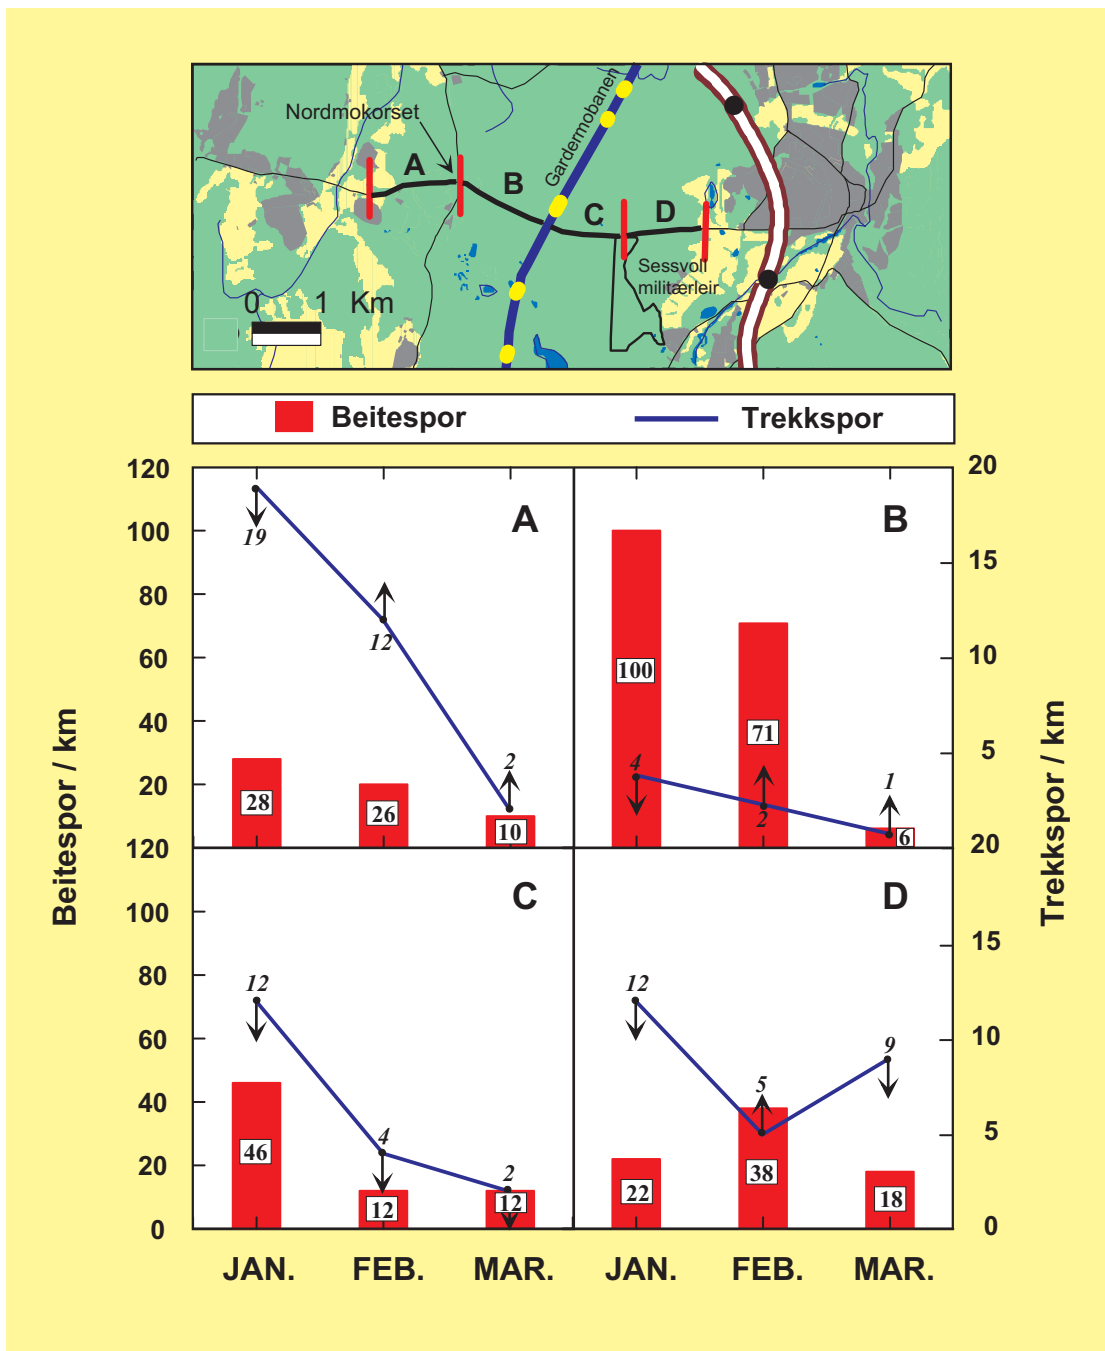 Nordmokorset
Gardermobanen
A
B
C
D
Sessvoll
militærleir
0 1 Km
Beitespor
Trekkspor
120
100
80
60
40
20
120
100
80
60
40
20
0
Beitespor / km
A
19
12
2
28
26
10
B
4
2
1
100
71
6
C
12
4
2
46
12
12
D
12
5
9
22
38
18
20
15
10
5
20
15
10
5
0
Trekkspor / km
JAN. FEB. MAR. JAN. FEB. MAR.